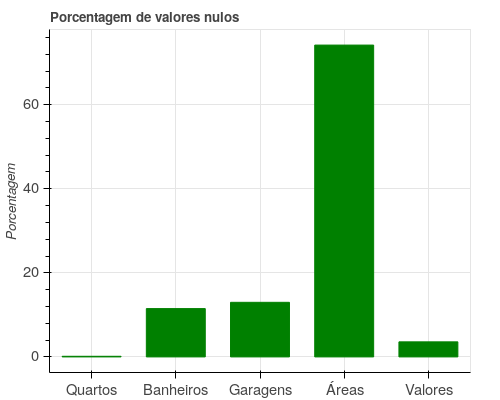 Porcentagem de valores nulos
Porcentagem
60
40
20
0
Quartos Banheiros Garagens Áreas Valores